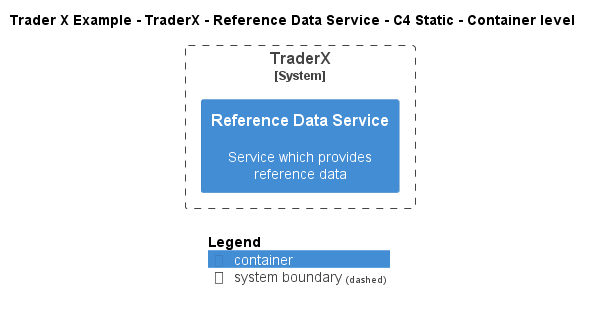 Trader X Example - TraderX - Reference Data Service - C4 Static - Container level
TraderX
[System]
Reference Data Service
Service which provides
reference data
Legend
container
system boundary (dashed)